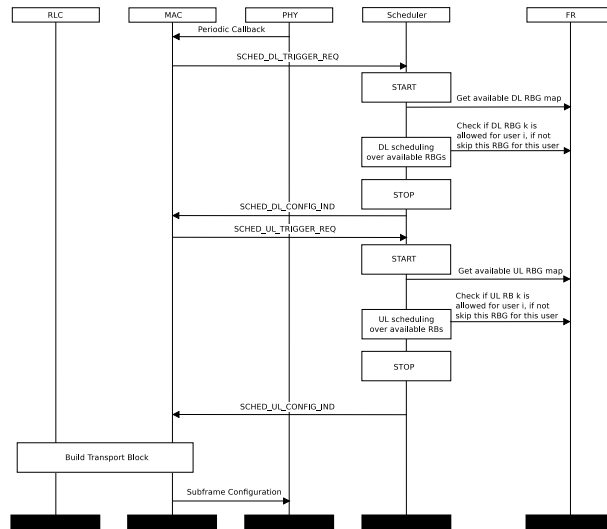 RLC
MAC
PHY
Scheduler
FR
Periodic Callback
SCHED_DL_TRIGGER_REQ
START
Get available DL RBG map
DL scheduling
over available RBGs
Check if DL RBG k is
allowed for user i, if not
skip this RBG for this user
STOP
SCHED_DL_CONFIG_IND
SCHED_UL_TRIGGER_REQ
START
Get available UL RBG map
UL scheduling
over available RBs
Check if UL RB k is
allowed for user i, if not
skip this RBG for this user
STOP
SCHED_UL_CONFIG_IND
Build Transport Block
Subframe Configuration